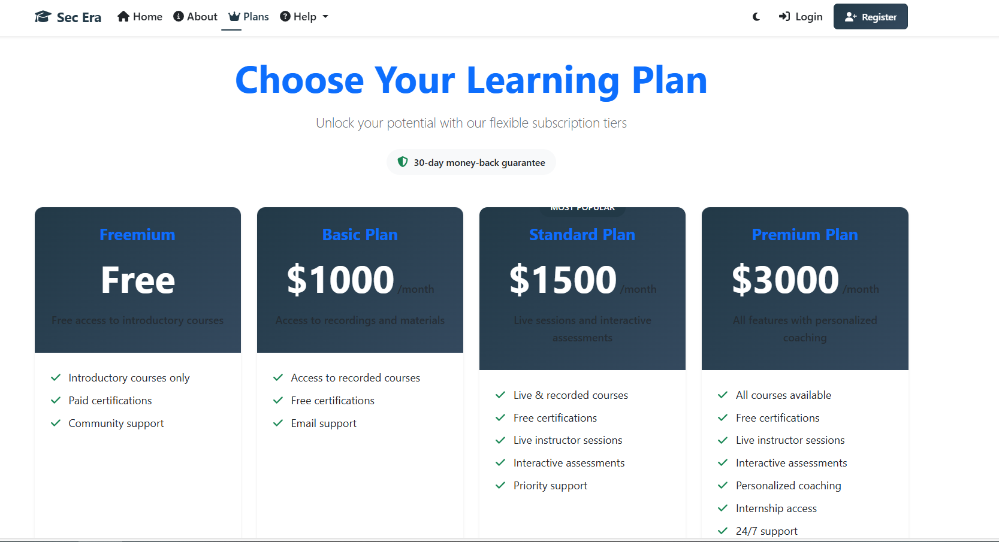 Sec Era
Home
About
Plans
Help
Login
Register
Choose Your Learning Plan
Unlock your potential with our flexible subscription tiers
30-day money-back guarantee
Freemium
Free
Free access to introductory courses
Introductory courses only
Paid certifications
Community support
Basic Plan
$1000 /month
Access to recordings and materials
Access to recorded courses
Free certifications
Email support
MOST POPULAR
Standard Plan
$1500 /month
Live sessions and interactive
assessments
Live & recorded courses
Free certifications
Live instructor sessions
Interactive assessments
Priority support
Premium Plan
$3000 /month
All features with personalized
coaching
All courses available
Free certifications
Live instructor sessions
Interactive assessments
Personalized coaching
Internship access
24/7 support